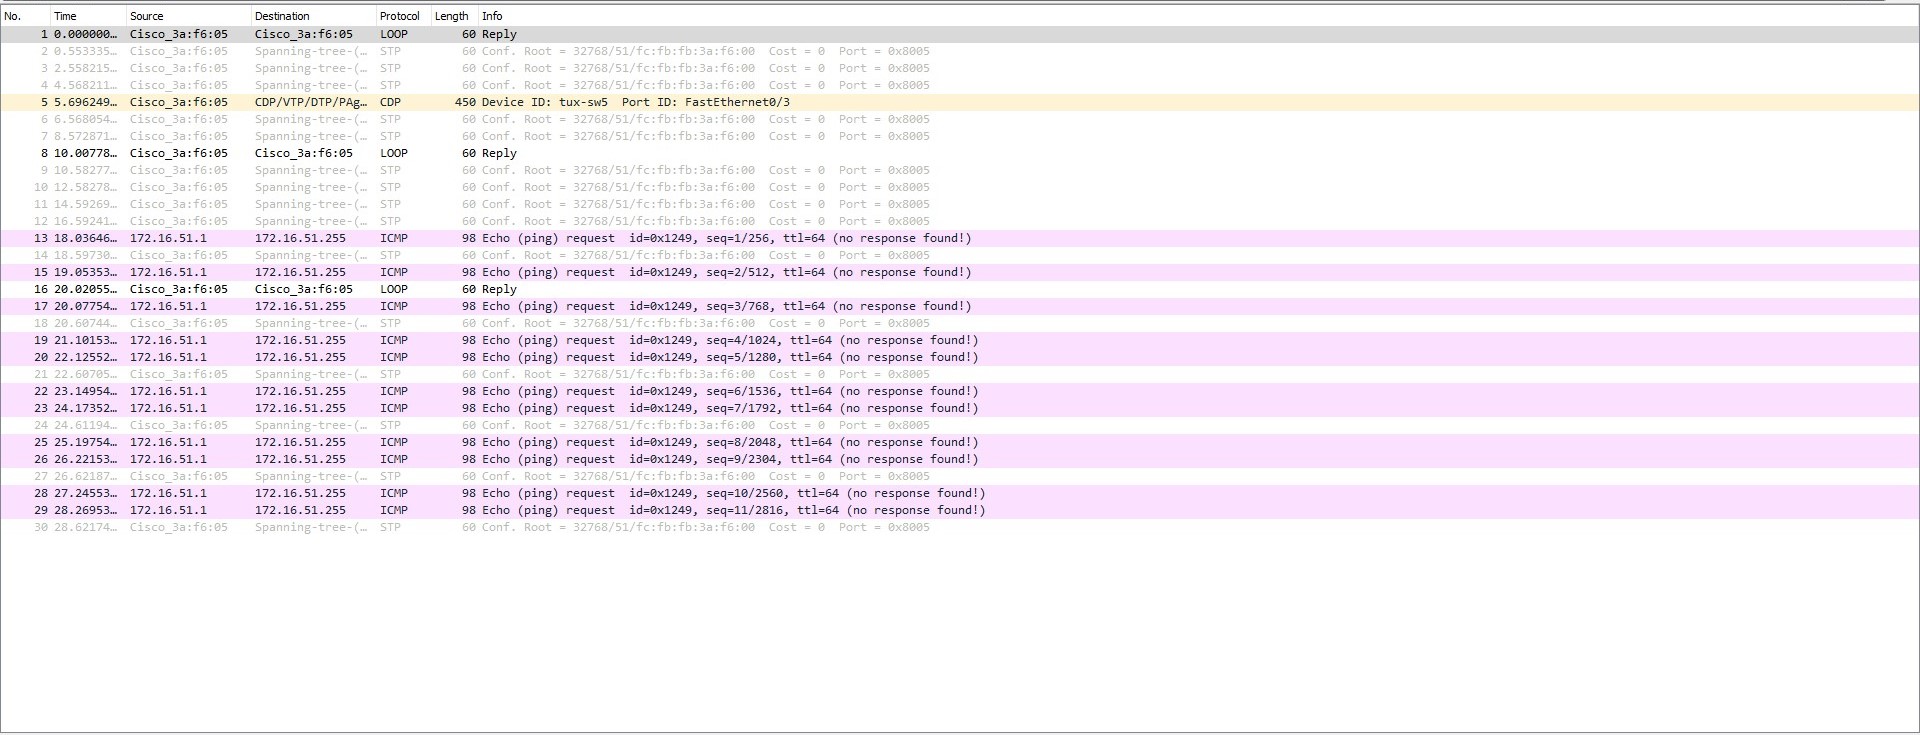 No. Time Source Destination Protocol Length Info
1 0.000000… Cisco_3a:f6:05 Cisco_3a:f6:05 LOOP 60 Reply
2 0.553335… Cisco_3a:f6:05 Spanning-tree-(… STP 60 Conf. Root = 32768/51/fc:fb:fb:3a:f6:00 Cost = 0 Port = 0x8005
3 2.558215… Cisco_3a:f6:05 Spanning-tree-(… STP 60 Conf. Root = 32768/51/fc:fb:fb:3a:f6:00 Cost = 0 Port = 0x8005
4 4.568211… Cisco_3a:f6:05 Spanning-tree-(… STP 60 Conf. Root = 32768/51/fc:fb:fb:3a:f6:00 Cost = 0 Port = 0x8005
5 5.696249… Cisco_3a:f6:05 CDP/VTP/DTP/PAg… CDP 450 Device ID: tux-sw5 Port ID: FastEthernet0/3
6 6.568054… Cisco_3a:f6:05 Spanning-tree-(… STP 60 Conf. Root = 32768/51/fc:fb:fb:3a:f6:00 Cost = 0 Port = 0x8005
7 8.572871… Cisco_3a:f6:05 Spanning-tree-(… STP 60 Conf. Root = 32768/51/fc:fb:fb:3a:f6:00 Cost = 0 Port = 0x8005
8 10.00778… Cisco_3a:f6:05 Cisco_3a:f6:05 LOOP 60 Reply
9 10.58277… Cisco_3a:f6:05 Spanning-tree-(… STP 60 Conf. Root = 32768/51/fc:fb:fb:3a:f6:00 Cost = 0 Port = 0x8005
10 12.58278… Cisco_3a:f6:05 Spanning-tree-(… STP 60 Conf. Root = 32768/51/fc:fb:fb:3a:f6:00 Cost = 0 Port = 0x8005
11 14.59269… Cisco_3a:f6:05 Spanning-tree-(… STP 60 Conf. Root = 32768/51/fc:fb:fb:3a:f6:00 Cost = 0 Port = 0x8005
12 16.59241… Cisco_3a:f6:05 Spanning-tree-(… STP 60 Conf. Root = 32768/51/fc:fb:fb:3a:f6:00 Cost = 0 Port = 0x8005
13 18.03646… 172.16.51.1 172.16.51.255 ICMP 98 Echo (ping) request id=0x1249, seq=1/256, ttl=64 (no response found!)
14 18.59730… Cisco_3a:f6:05 Spanning-tree-(… STP 60 Conf. Root = 32768/51/fc:fb:fb:3a:f6:00 Cost = 0 Port = 0x8005
15 19.05353… 172.16.51.1 172.16.51.255 ICMP 98 Echo (ping) request id=0x1249, seq=2/512, ttl=64 (no response found!)
16 20.02055… Cisco_3a:f6:05 Cisco_3a:f6:05 LOOP 60 Reply
17 20.07754… 172.16.51.1 172.16.51.255 ICMP 98 Echo (ping) request id=0x1249, seq=3/768, ttl=64 (no response found!)
18 20.60744… Cisco_3a:f6:05 Spanning-tree-(… STP 60 Conf. Root = 32768/51/fc:fb:fb:3a:f6:00 Cost = 0 Port = 0x8005
19 21.10153… 172.16.51.1 172.16.51.255 ICMP 98 Echo (ping) request id=0x1249, seq=4/1024, ttl=64 (no response found!)
20 22.12552… 172.16.51.1 172.16.51.255 ICMP 98 Echo (ping) request id=0x1249, seq=5/1280, ttl=64 (no response found!)
21 22.60705… Cisco_3a:f6:05 Spanning-tree-(… STP 60 Conf. Root = 32768/51/fc:fb:fb:3a:f6:00 Cost = 0 Port = 0x8005
22 23.14954… 172.16.51.1 172.16.51.255 ICMP 98 Echo (ping) request id=0x1249, seq=6/1536, ttl=64 (no response found!)
23 24.17352… 172.16.51.1 172.16.51.255 ICMP 98 Echo (ping) request id=0x1249, seq=7/1792, ttl=64 (no response found!)
24 24.61194… Cisco_3a:f6:05 Spanning-tree-(… STP 60 Conf. Root = 32768/51/fc:fb:fb:3a:f6:00 Cost = 0 Port = 0x8005
25 25.19754… 172.16.51.1 172.16.51.255 ICMP 98 Echo (ping) request id=0x1249, seq=8/2048, ttl=64 (no response found!)
26 26.22153… 172.16.51.1 172.16.51.255 ICMP 98 Echo (ping) request id=0x1249, seq=9/2304, ttl=64 (no response found!)
27 26.62187… Cisco_3a:f6:05 Spanning-tree-(… STP 60 Conf. Root = 32768/51/fc:fb:fb:3a:f6:00 Cost = 0 Port = 0x8005
28 27.24553… 172.16.51.1 172.16.51.255 ICMP 98 Echo (ping) request id=0x1249, seq=10/2560, ttl=64 (no response found!)
29 28.26953… 172.16.51.1 172.16.51.255 ICMP 98 Echo (ping) request id=0x1249, seq=11/2816, ttl=64 (no response found!)
30 28.62174… Cisco_3a:f6:05 Spanning-tree-(… STP 60 Conf. Root = 32768/51/fc:fb:fb:3a:f6:00 Cost = 0 Port = 0x8005